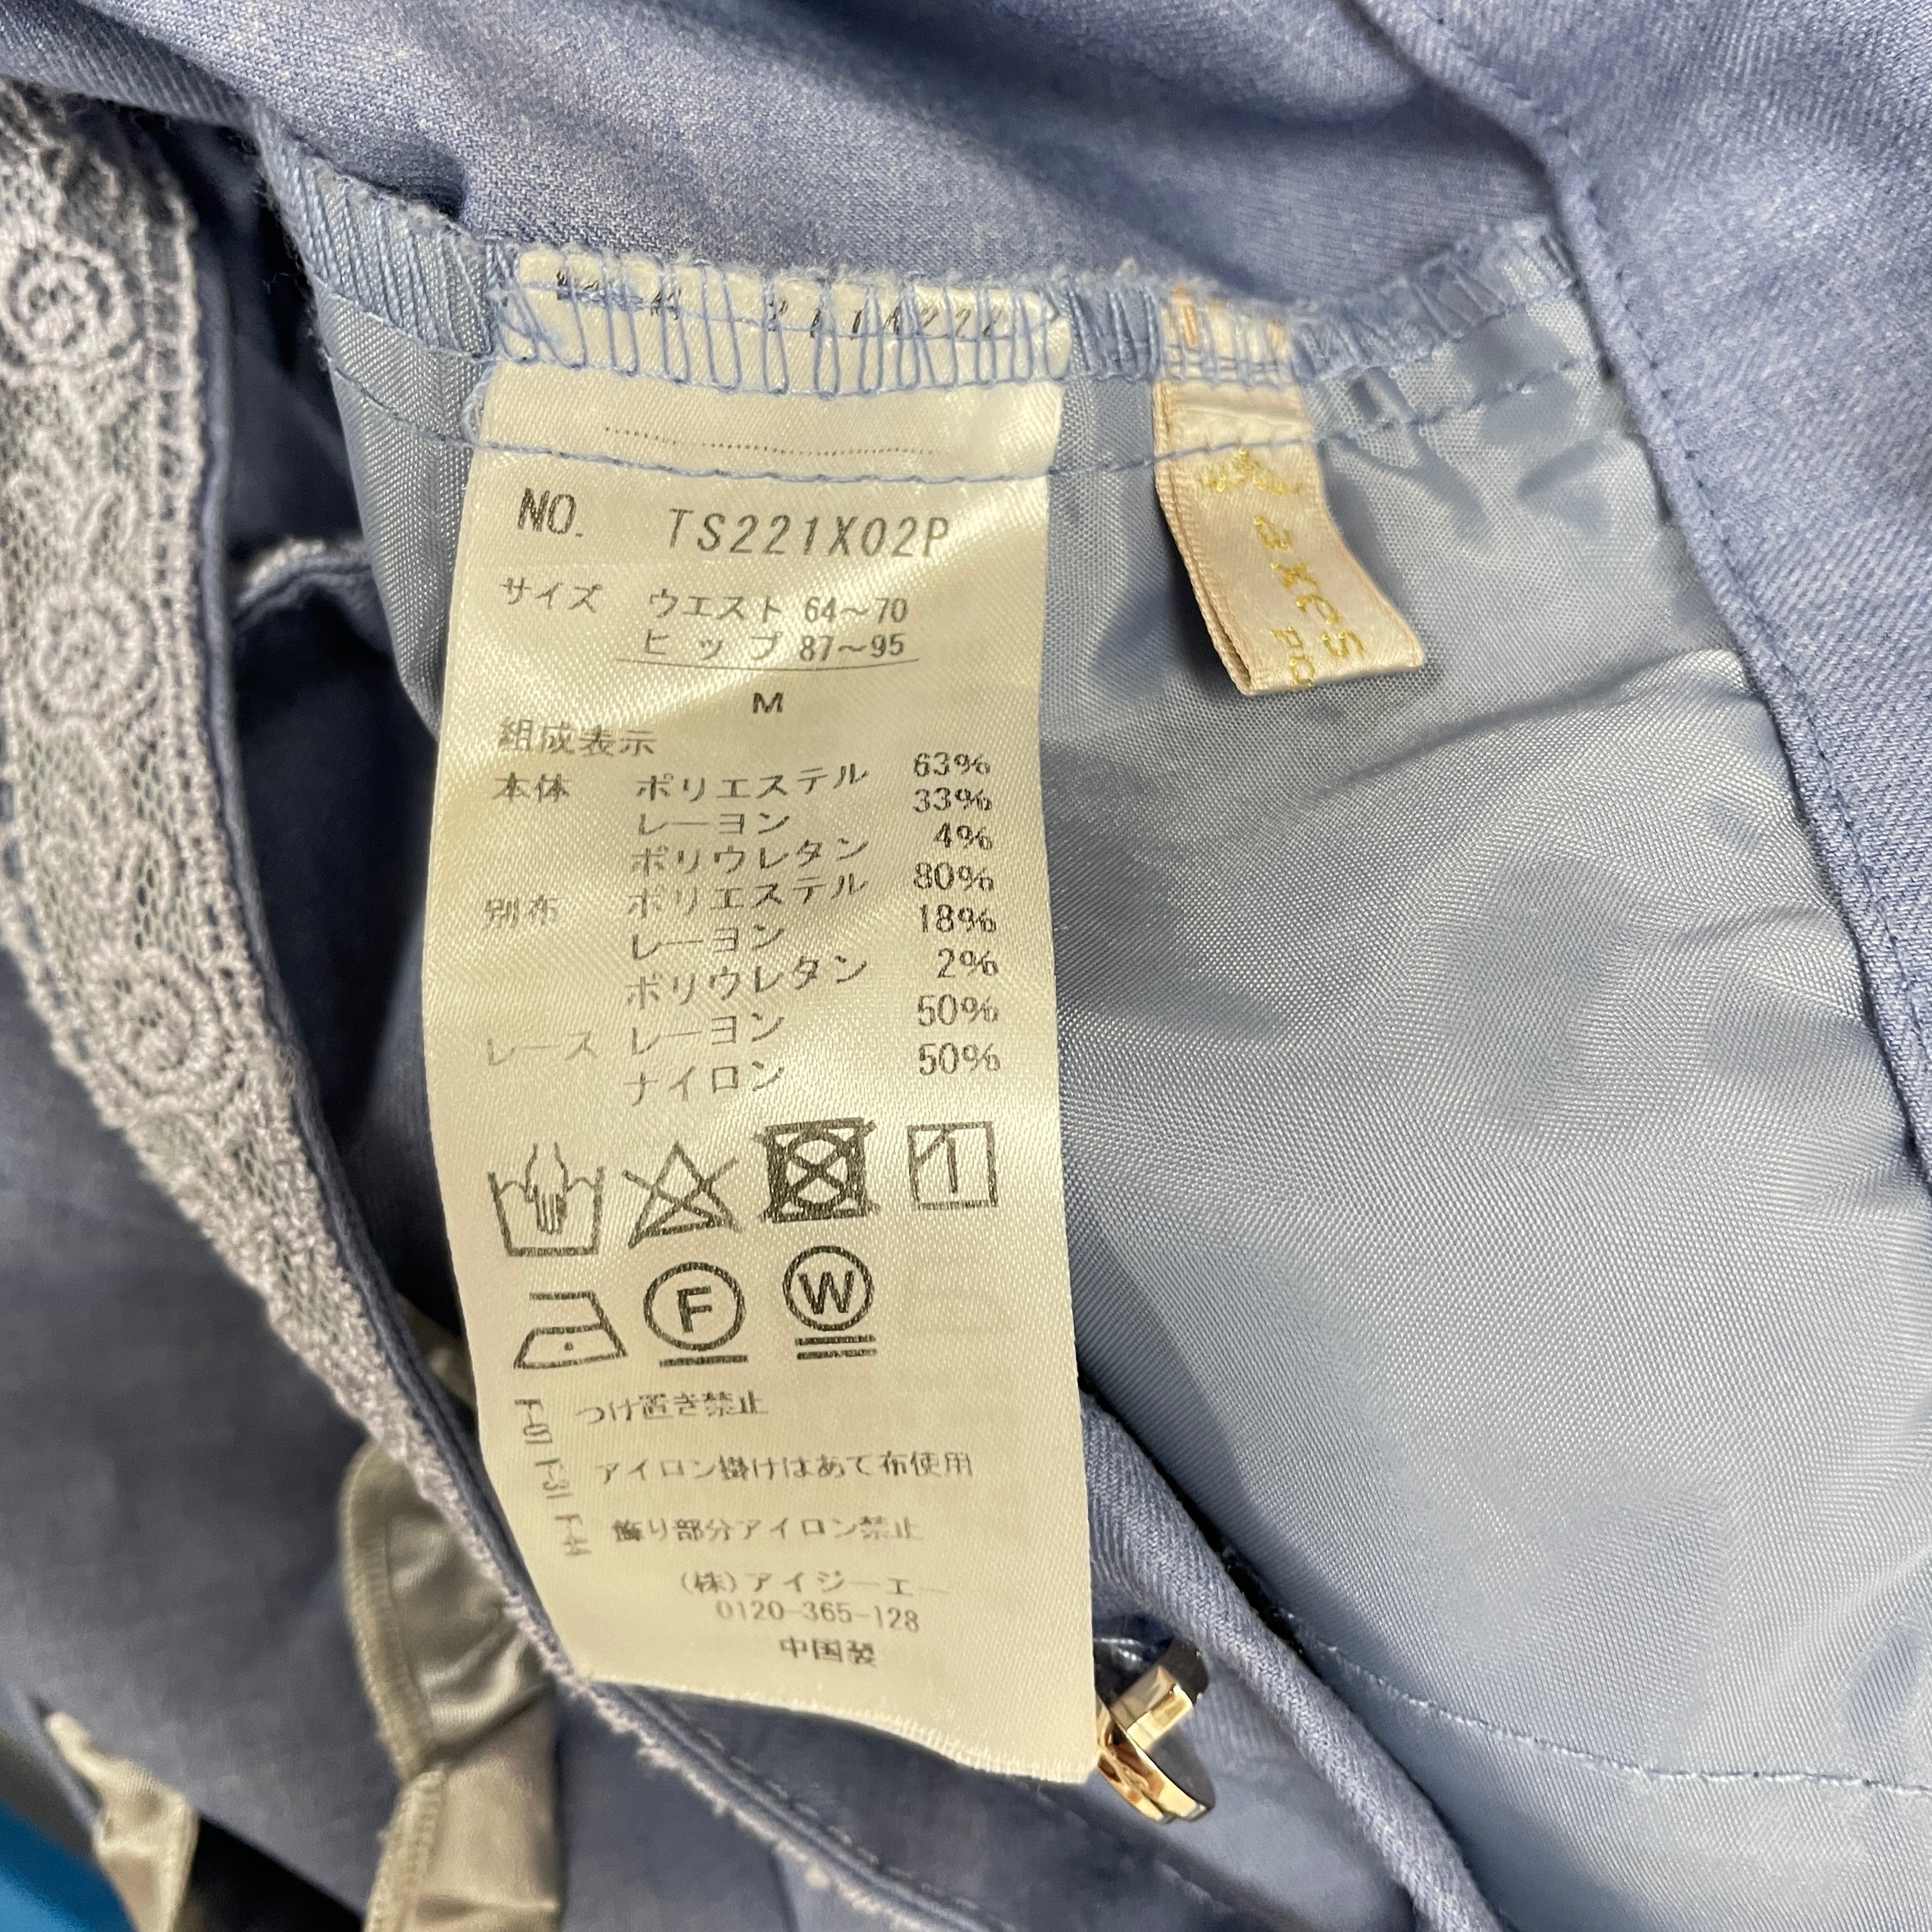 NO. TS221X02P
サイズ ウエスト 64～70
ヒップ 87～95
M
組成表示
本体 ポリエステル 63%
レーヨン 33%
ポリウレタン 4%
別布 ポリエステル 80%
レーヨン 18%
ポリウレタン 2%
レース レーヨン 50%
ナイロン 50%
F
W
つけ置き禁止
アイロン掛けはあて布使用
飾り部分アイロン禁止
(株)アイジーエー
0120-365-128
中国製
axes